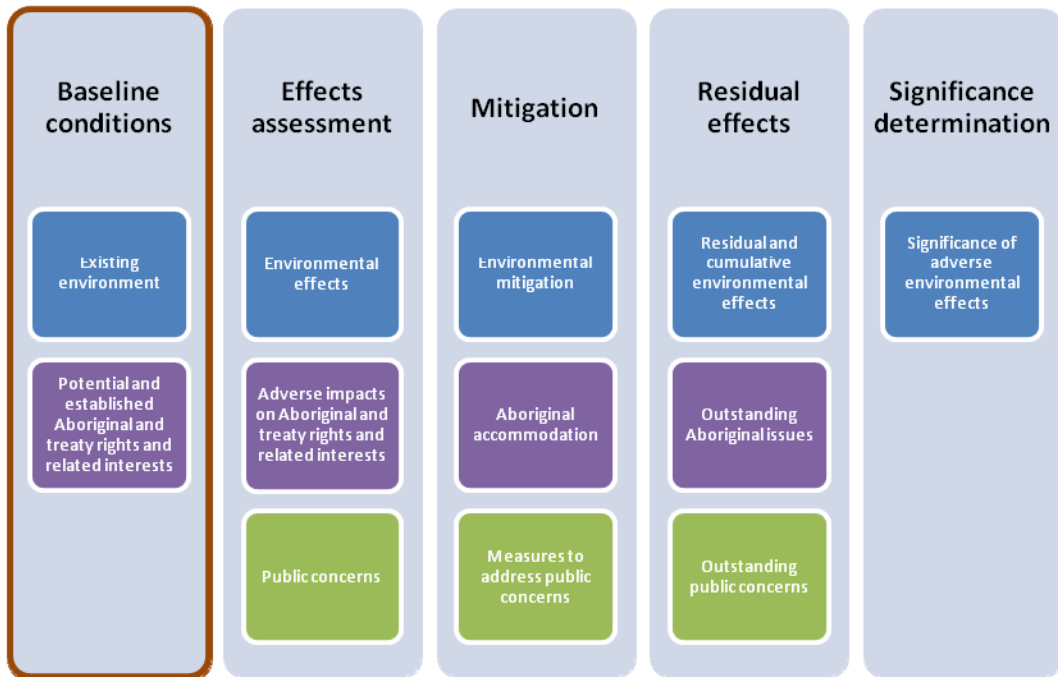 Baseline
conditions
Existing
environment
Potential and
established
Aboriginal and
treaty rights and
related interests
Effects
assessment
Environmental
effects
Adverse impacts
on Aboriginal and
treaty rights and
related interests
Public concerns
Mitigation
Environmental
mitigation
Aboriginal
accommodation
Measures to
address public
concerns
Residual
effects
Residual and
cumulative
environmental
effects
Outstanding
Aboriginal issues
Outstanding
public concerns
Significance
determination
Significance of
adverse
environmental
effects